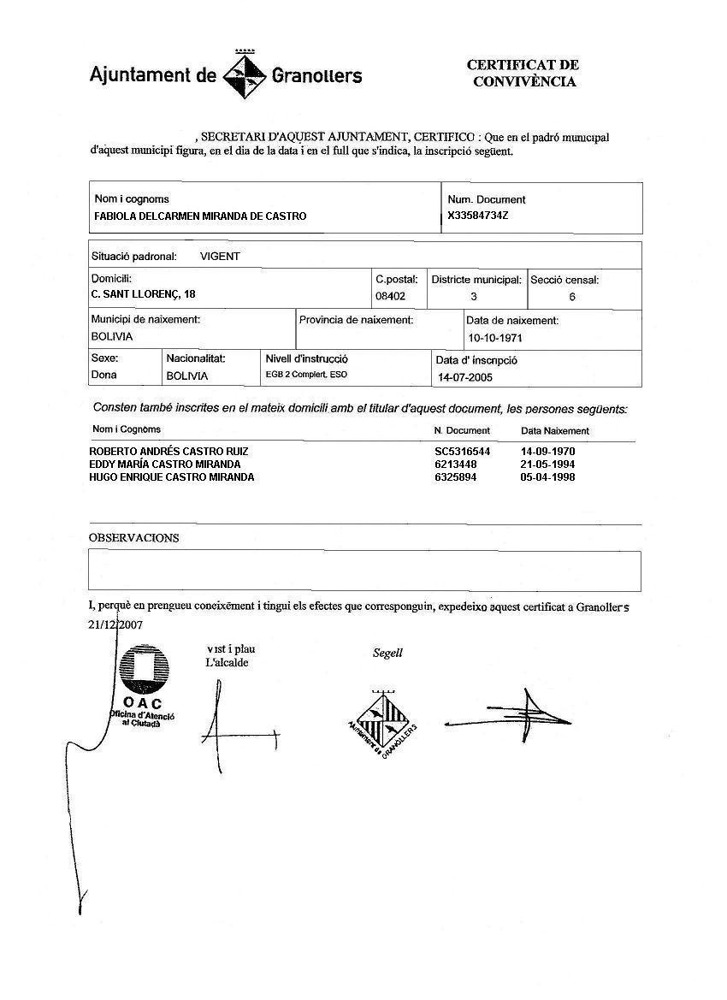 Ajuntament de Granollers
CERTIFICAT DE
CONVIVÈNCIA
, SECRETARI D'AQUEST AJUNTAMENT, CERTIFICO : Que en el padró municipal
d'aquest municipi figura, en el dia de la data i en el full que s'indica, la inscripció següent.
Nom i cognoms
Num. Document
FABIOLA DELCARMEN MIRANDA DE CASTRO
X33584734Z
Situació padronal: VIGENT
Domicili:
C.postal:
Districte municipal:
Secció censal:
C. SANT LLORENÇ, 18
08402
3
6
Municipi de naixement:
Província de naixement:
Data de naixement:
BOLIVIA
10-10-1971
Sexe:
Nacionalitat:
Nivell d'instrucció
Data d' inscripció
Dona
BOLIVIA
EGB 2 Complert, ESO
14-07-2005
Consten també inscrites en el mateix domicili amb el titular d'aquest document, les persones següents:
Nom i Cognoms
N. Document
Data Naixement
ROBERTO ANDRÉS CASTRO RUIZ SC5316544 14-09-1970
EDDY MARÍA CASTRO MIRANDA 6213448 21-05-1994
HUGO ENRIQUE CASTRO MIRANDA 6325894 05-04-1998
OBSERVACIONS
I, perquè en prengueu coneixement i tingui els efectes que corresponguin, expedeixo aquest certificat a Granollers
21/12/2007
vist i plau
L'alcalde
Segell
OAC
Oficina d'Atenció
al Ciutadà
Ajuntament de GRANOLLERS